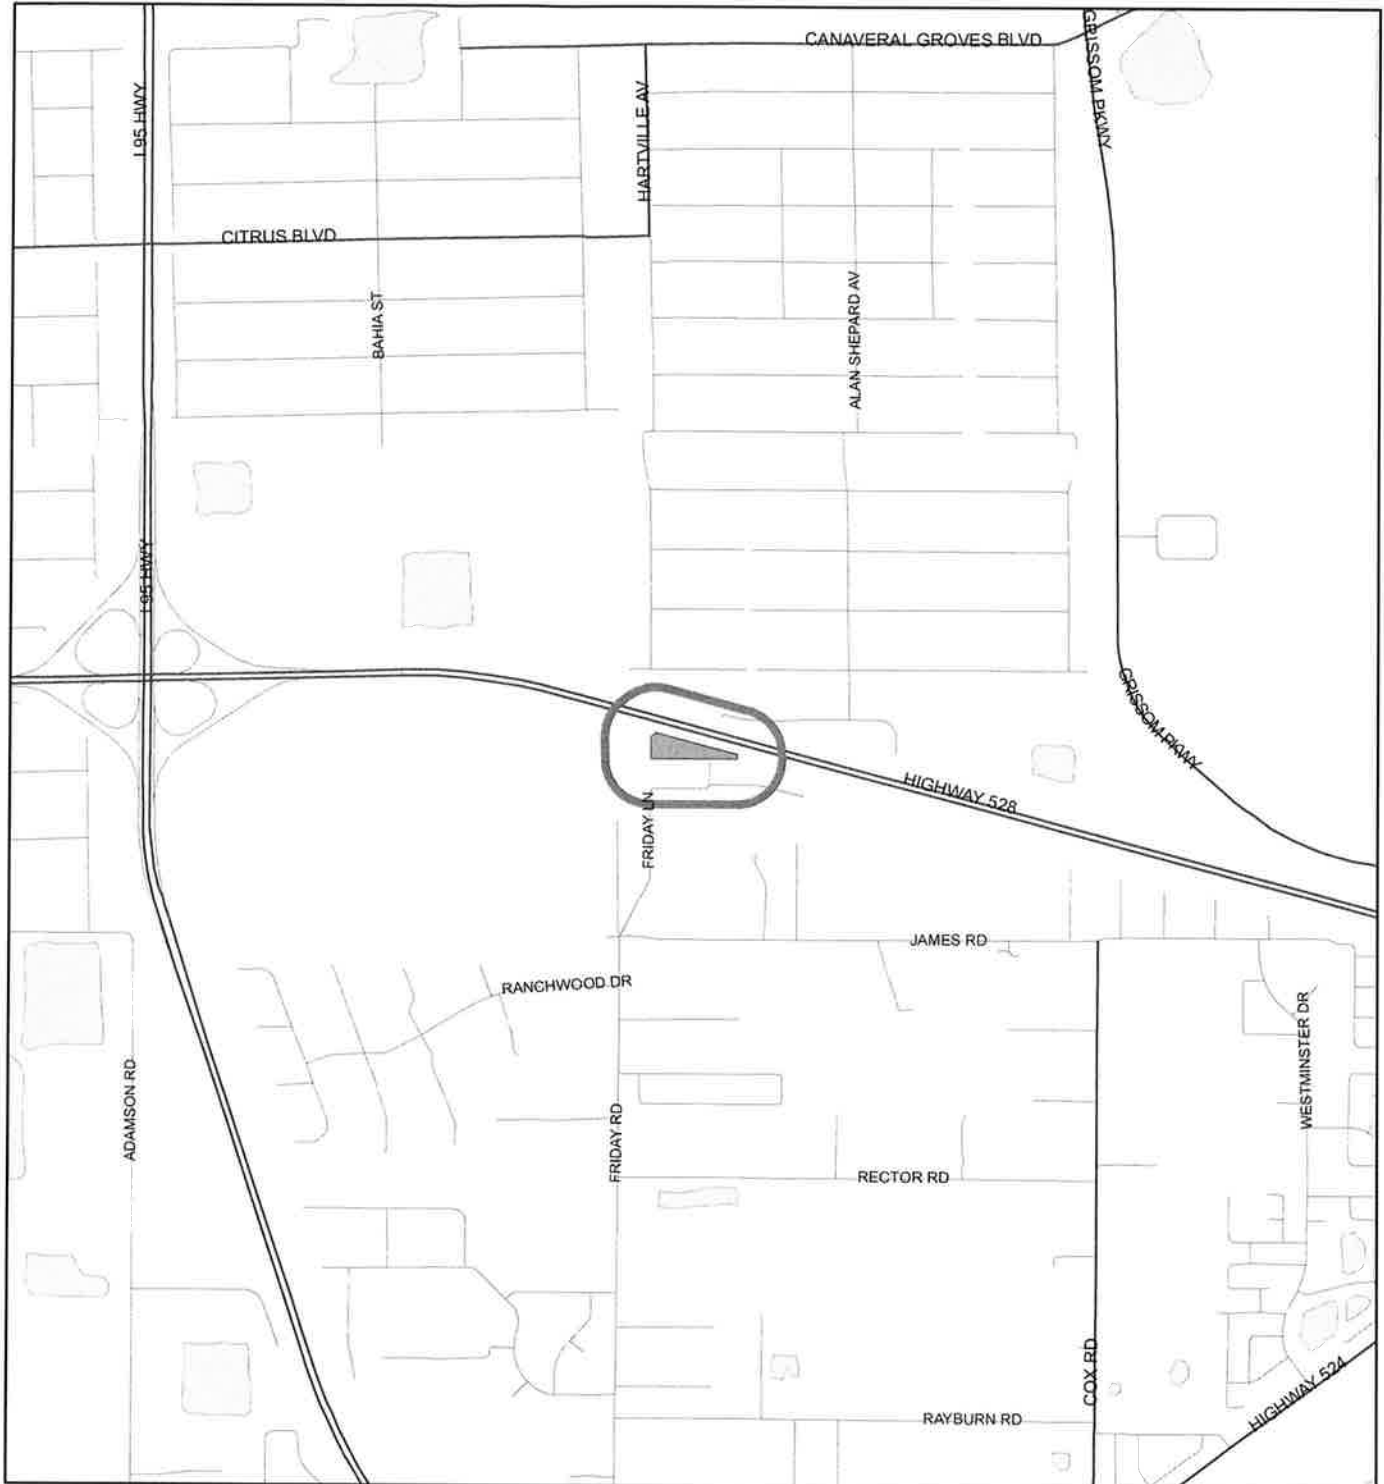 CANAVERAL GROVES BLVD
GRISSOM PKWY
I 95 HWY
HARTVILLE AV
CITRUS BLVD
BAHIA ST
ALAN SHEPARD AV
I 95 HWY
GRISSOM PKWY
HIGHWAY 528
FRIDAY LN
JAMES RD
RANCHWOOD DR
WESTMINSTER DR
ADAMSON RD
FRIDAY RD
RECTOR RD
COX RD
HIGHWAY 524
RAYBURN RD